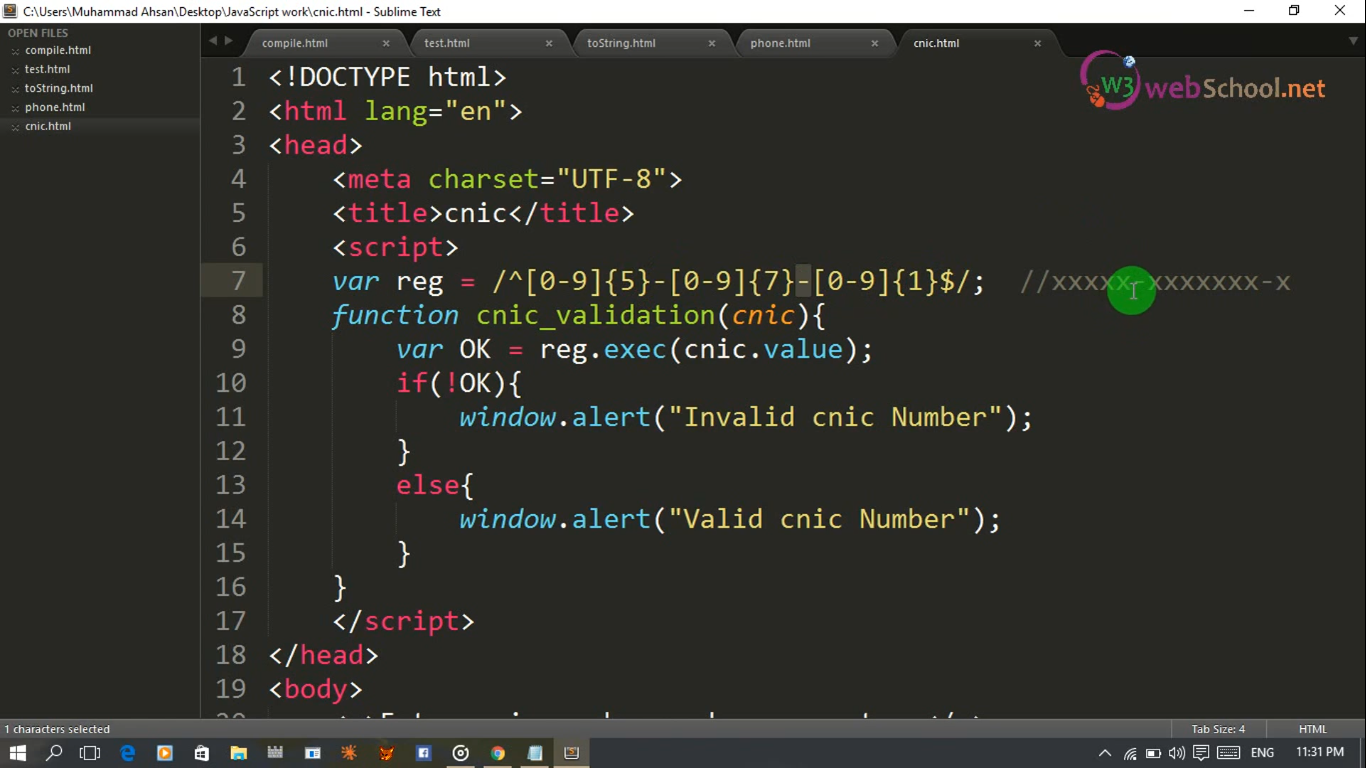 C:\Users\Muhammad Ahsan\Desktop\JavaScript work\cnic.html - Sublime Text
OPEN FILES
compile.html
test.html
toString.html
phone.html
cnic.html
compile.html test.html toString.html phone.html cnic.html
W3webSchool.net
1 <!DOCTYPE html>
2 <html lang="en">
3 <head>
4 <meta charset="UTF-8">
5 <title>cnic</title>
6 <script>
7 var reg = /^[0-9]{5}-[0-9]{7}-[0-9]{1}$/; //xxxxx-xxxxxxx-x
8 function cnic_validation(cnic){
9 var OK = reg.exec(cnic.value);
10 if(!OK){
11 window.alert("Invalid cnic Number");
12 }
13 else{
14 window.alert("Valid cnic Number");
15 }
16 }
17 </script>
18 </head>
19 <body>
1 characters selected Tab Size: 4 HTML
ENG 11:31 PM